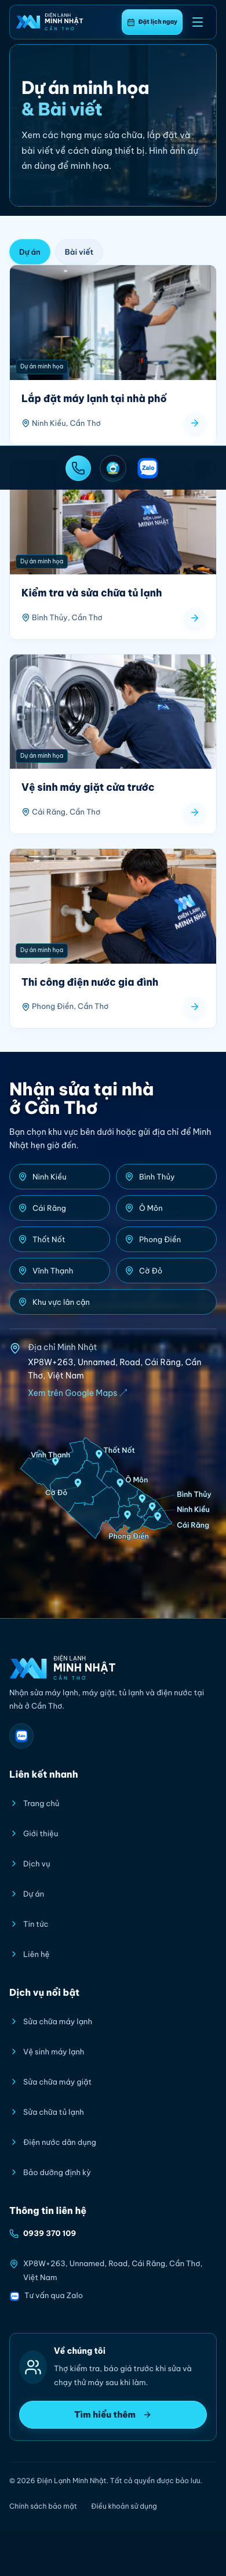 ĐIỆN LẠNH
MINH NHẬT
CẦN THƠ
Đặt lịch ngay
Dự án minh họa
& Bài viết
Xem các hạng mục sửa chữa, lắp đặt và
bài viết về cách dùng thiết bị. Hình ảnh dự
án dùng để minh họa.
Dự án
Bài viết
Dự án minh họa
Lắp đặt máy lạnh tại nhà phố
Ninh Kiều, Cần Thơ
Zalo
MINH NHẬT
Dự án minh họa
Kiểm tra và sửa chữa tủ lạnh
Bình Thủy, Cần Thơ
Dự án minh họa
Vệ sinh máy giặt cửa trước
Cái Răng, Cần Thơ
ĐIỆN LẠNH
MINH NHẬT
Dự án minh họa
Thi công điện nước gia đình
Phong Điền, Cần Thơ
Nhận sửa tại nhà
ở Cần Thơ
Bạn chọn khu vực bên dưới hoặc gửi địa chỉ để Minh
Nhật hẹn giờ đến.
Ninh Kiều
Bình Thủy
Cái Răng
Ô Môn
Thốt Nốt
Phong Điền
Vĩnh Thạnh
Cờ Đỏ
Khu vực lân cận
Địa chỉ Minh Nhật
XP8W+263, Unnamed, Road, Cái Răng, Cần
Thơ, Việt Nam
Xem trên Google Maps
Thốt Nốt
Vĩnh Thạnh
Ô Môn
Cờ Đỏ
Bình Thủy
Ninh Kiều
Cái Răng
Phong Điền
ĐIỆN LẠNH
MINH NHẬT
CẦN THƠ
Nhận sửa máy lạnh, máy giặt, tủ lạnh và điện nước tại
nhà ở Cần Thơ.
Zalo
Liên kết nhanh
Trang chủ
Giới thiệu
Dịch vụ
Dự án
Tin tức
Liên hệ
Dịch vụ nổi bật
Sửa chữa máy lạnh
Vệ sinh máy lạnh
Sửa chữa máy giặt
Sửa chữa tủ lạnh
Điện nước dân dụng
Bảo dưỡng định kỳ
Thông tin liên hệ
0939 370 109
XP8W+263, Unnamed, Road, Cái Răng, Cần Thơ,
Việt Nam
Tư vấn qua Zalo
Về chúng tôi
Thợ kiểm tra, báo giá trước khi sửa và
chạy thử máy sau khi làm.
Tìm hiểu thêm
© 2026 Điện Lạnh Minh Nhật. Tất cả quyền được bảo lưu.
Chính sách bảo mật
Điều khoản sử dụng